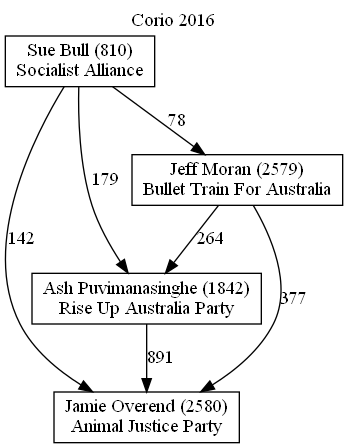 Corio 2016
Sue Bull (810)
Socialist Alliance
78
Jeff Moran (2579)
Bullet Train For Australia
179
142
264
377
Ash Puvimanasinghe (1842)
Rise Up Australia Party
891
Jamie Overend (2580)
Animal Justice Party